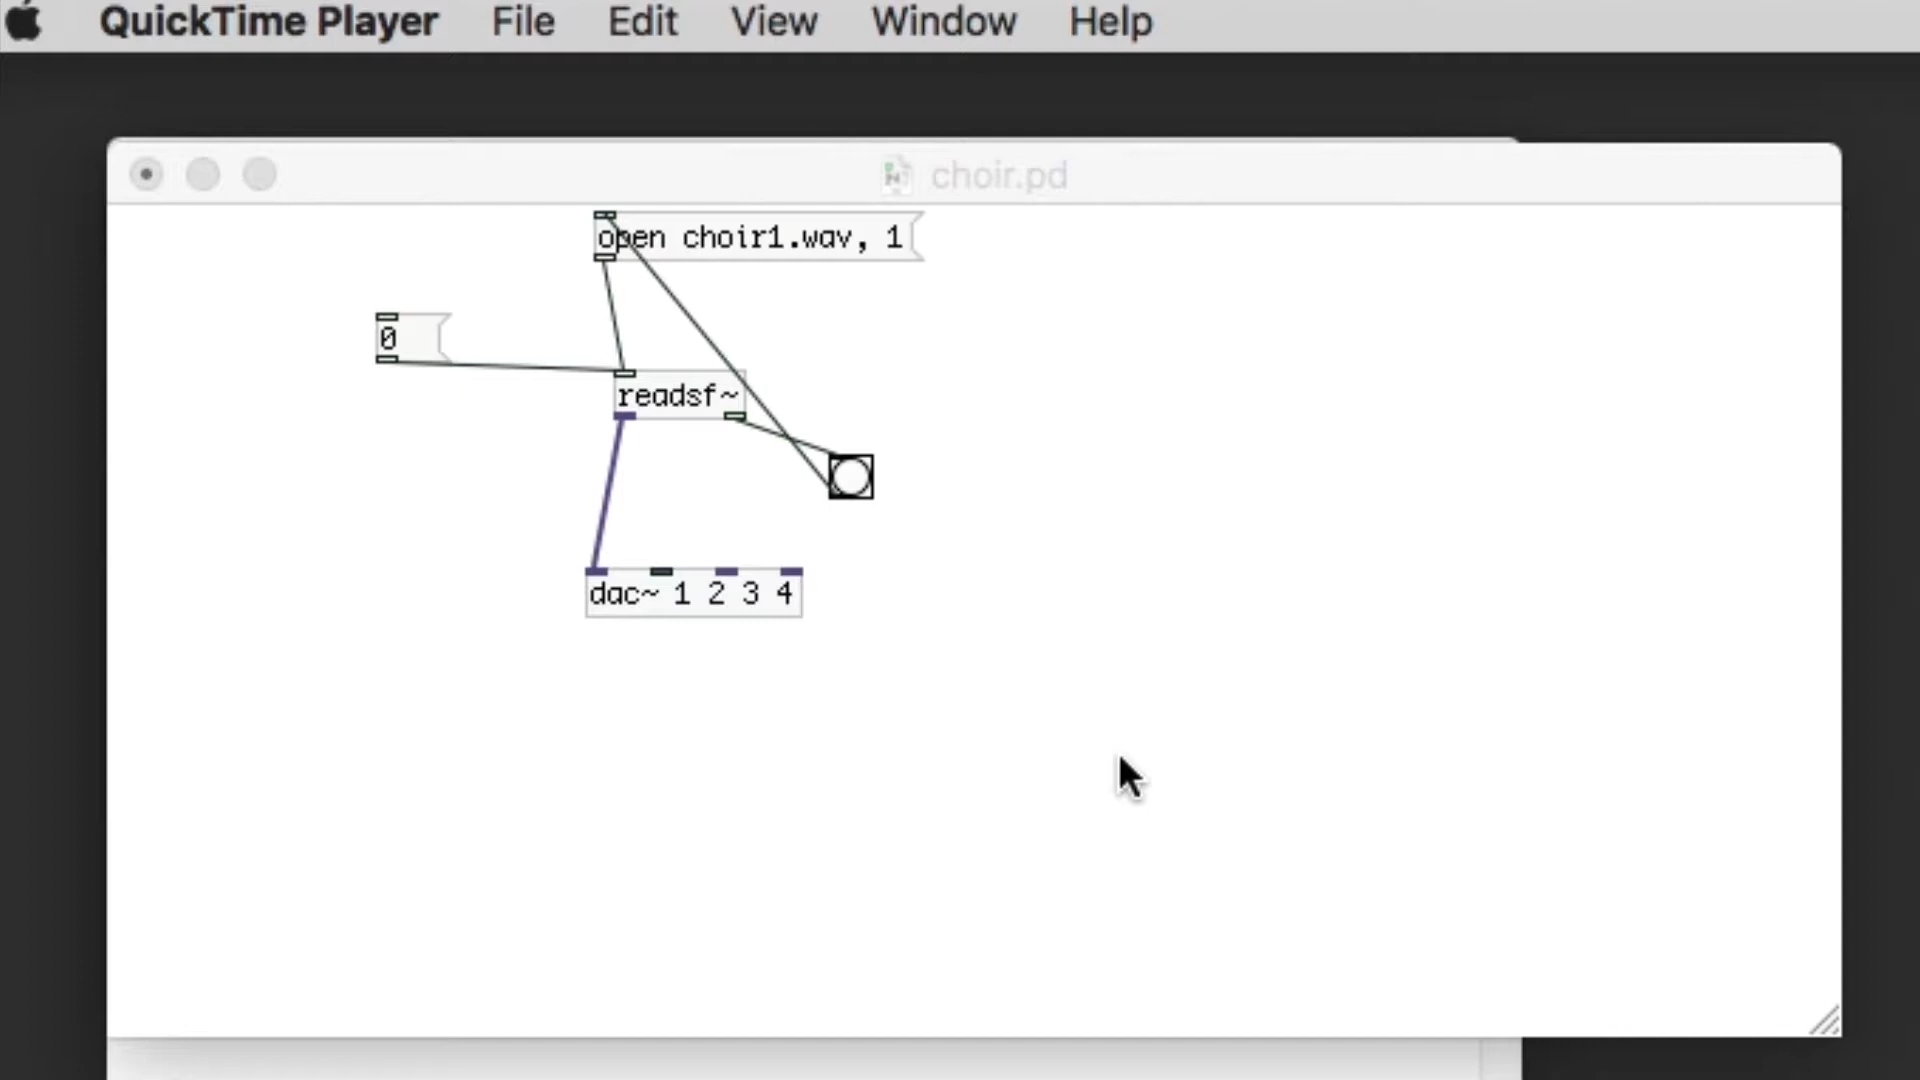 QuickTime Player File Edit View Window Help
choir.pd
open choir1.wav, 1
0
readsf~
dac~ 1 2 3 4